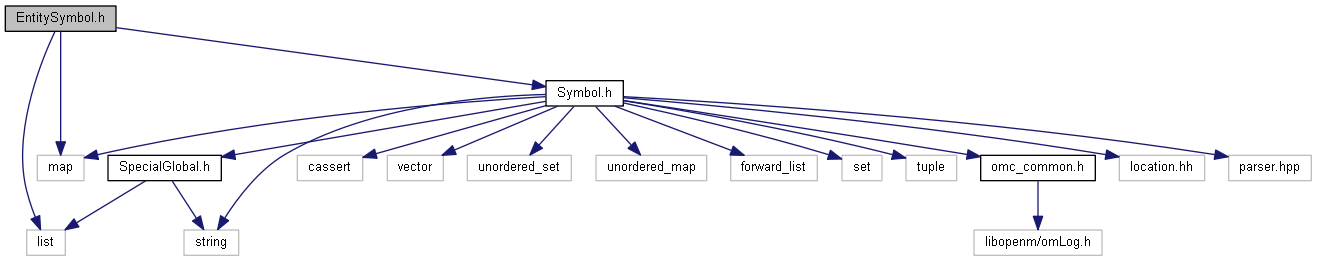 EntitySymbol.h
Symbol.h
map
SpecialGlobal.h
cassert
vector
unordered_set
unordered_map
forward_list
set
tuple
omc_common.h
location.hh
parser.hpp
list
string
libopenm/omLog.h